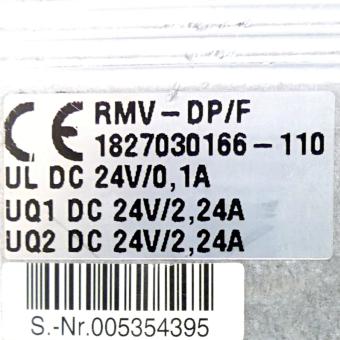 CE RMV-DP/F
1827030166-110
UL DC 24V/0,1A
UQ1 DC 24V/2,24A
UQ2 DC 24V/2,24A
S.-Nr.005354395